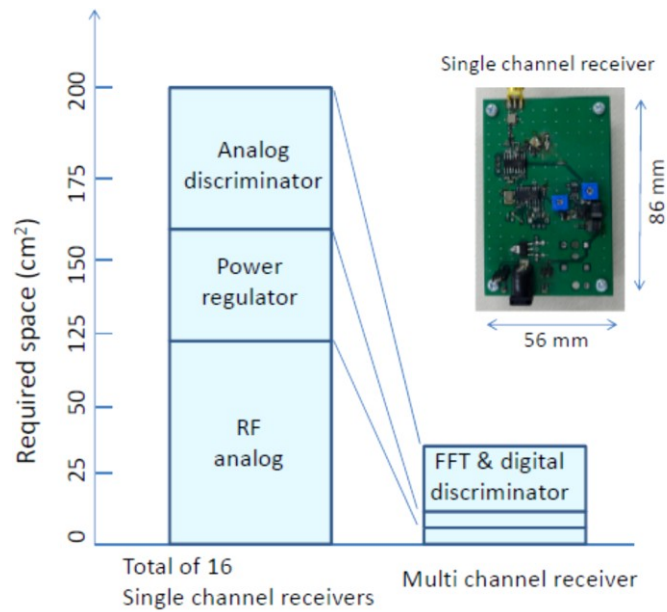 Required space (cm²)
200
175
150
125
50
25
0
Analog
discriminator
Power
regulator
RF
analog
FFT & digital
discriminator
Total of 16
Single channel receivers
Multi channel receiver
Single channel receiver
86 mm
56 mm